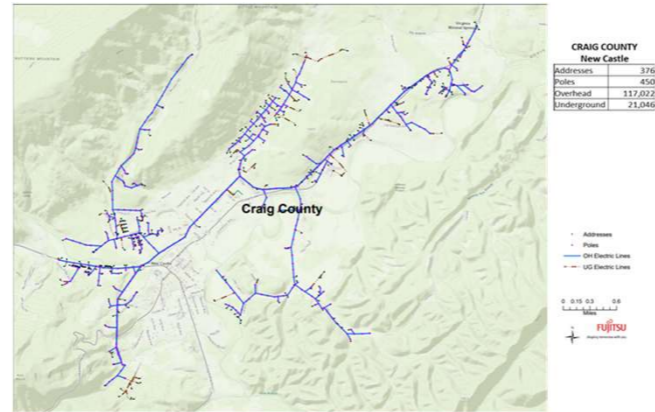 CRAIG COUNTY
New Castle
Addresses 376
Poles 450
Overhead 117,022
Underground 21,046
Craig County
Addresses
Poles
OH Electric Lines
UG Electric Lines
0 0.15 0.3 0.6
Miles
FUJITSU